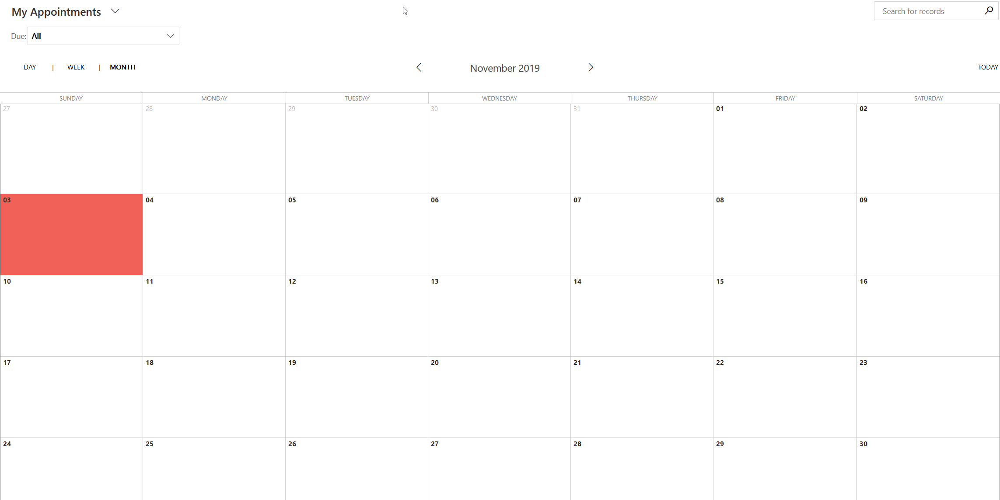 My Appointments
Search for records
Due: All
DAY | WEEK | MONTH
November 2019
TODAY
SUNDAY MONDAY TUESDAY WEDNESDAY THURSDAY FRIDAY SATURDAY
27 28 29 30 31 01 02
03 04 05 06 07 08 09
10 11 12 13 14 15 16
17 18 19 20 21 22 23
24 25 26 27 28 29 30